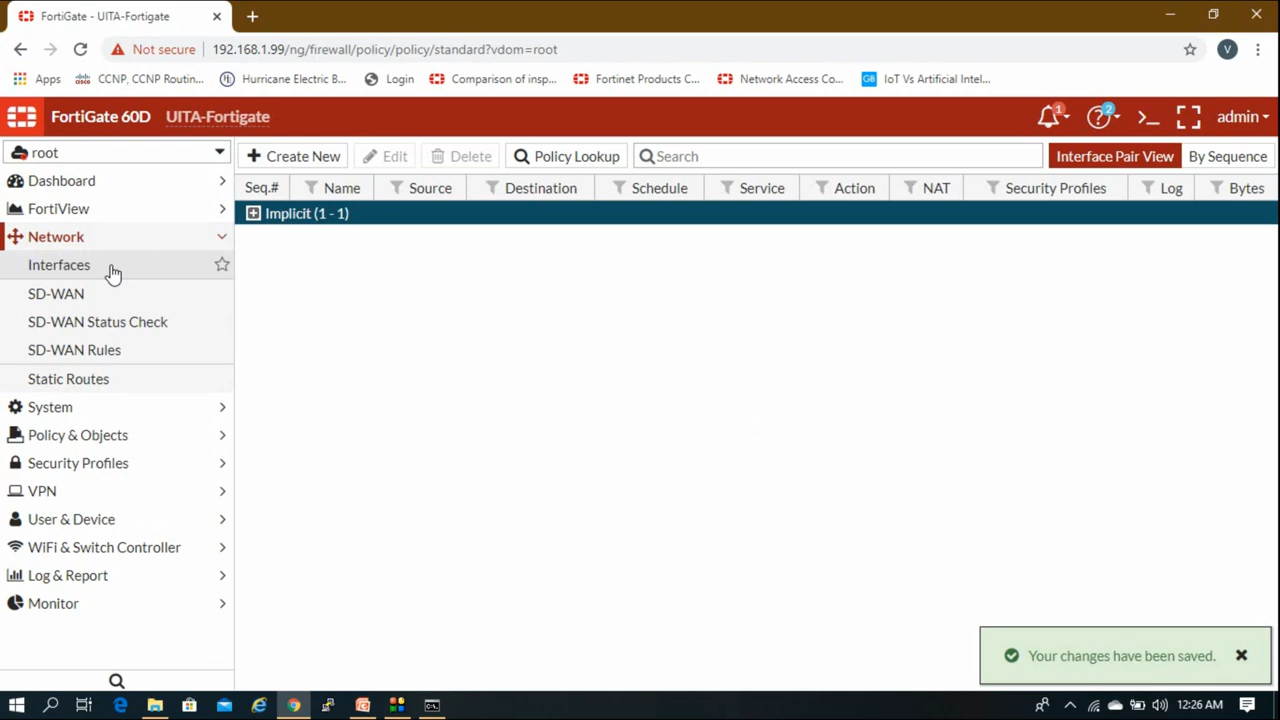 FortiGate - UITA-Fortigate
Not secure 192.168.1.99/ng/firewall/policy/policy/standard?vdom=root
V
Apps CCNP, CCNP Routin... Hurricane Electric B... Login Comparison of insp... Fortinet Products C... Network Access Co... GB IoT Vs Artificial Intel...
FortiGate 60D UITA-Fortigate 1 2 admin
root
Create New Edit Delete Policy Lookup Search Interface Pair View By Sequence
Seq.# Name Source Destination Schedule Service Action NAT Security Profiles Log Bytes
Implicit (1 - 1)
Dashboard
FortiView
Network
Interfaces
SD-WAN
SD-WAN Status Check
SD-WAN Rules
Static Routes
System
Policy & Objects
Security Profiles
VPN
User & Device
WiFi & Switch Controller
Log & Report
Monitor
Your changes have been saved.
12:26 AM